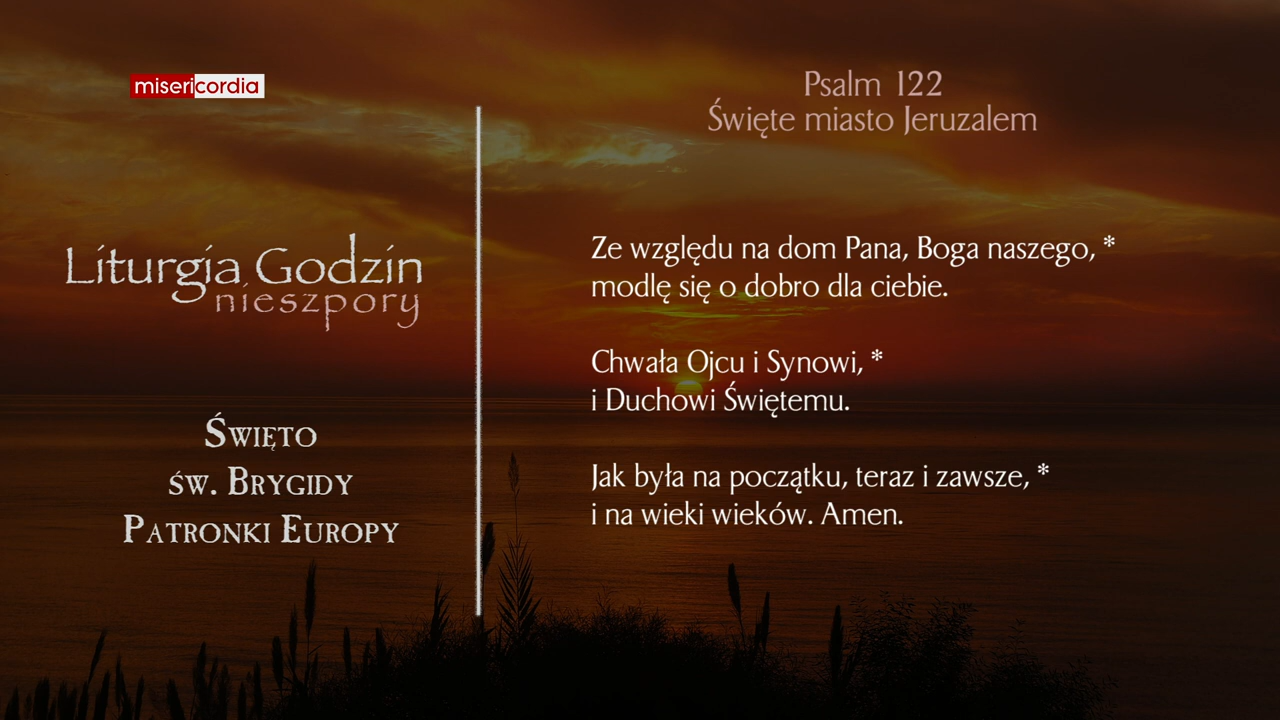 misericordia
Liturgia Godzin
nieszpory
Święto
św. Brygidy
Patronki Europy
Psalm 122
Święte miasto Jeruzalem
Ze względu na dom Pana, Boga naszego, *
modlę się o dobro dla ciebie.
Chwała Ojcu i Synowi, *
i Duchowi Świętemu.
Jak była na początku, teraz i zawsze, *
i na wieki wieków. Amen.